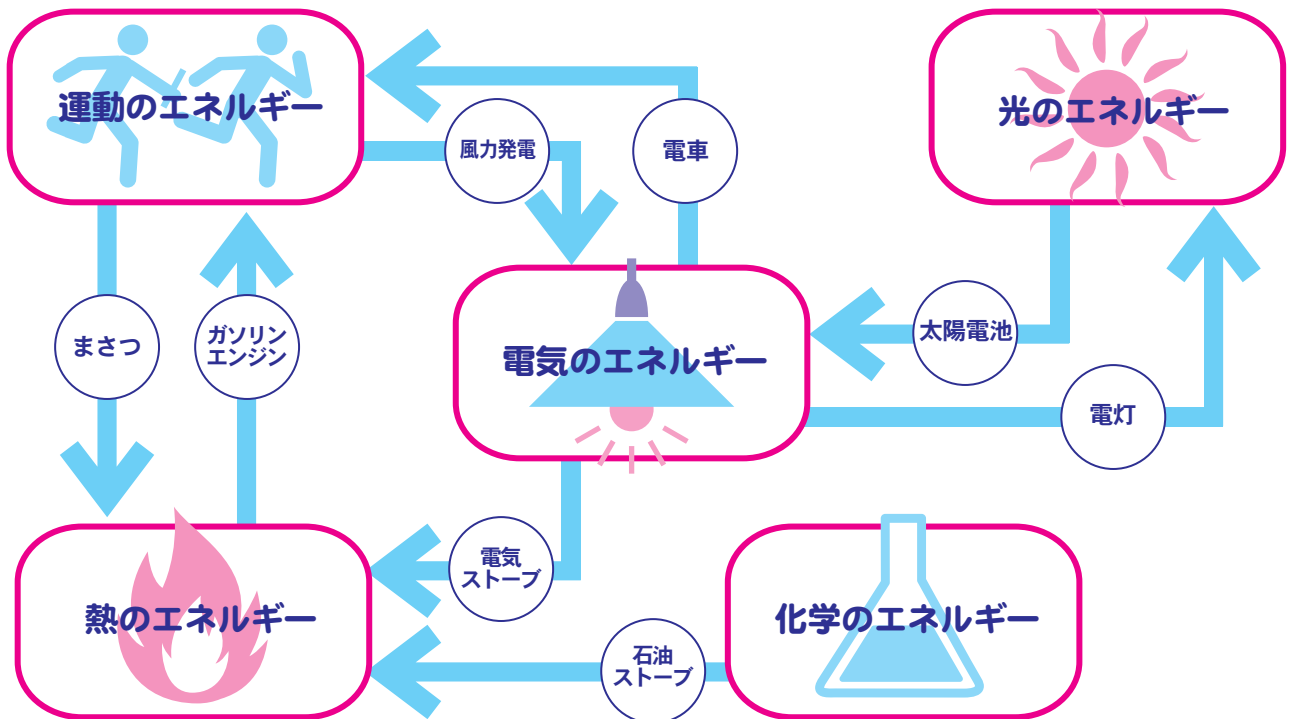 運動のエネルギー
光のエネルギー
風力発電
電車
まさつ
ガソリン
エンジン
電気のエネルギー
太陽電池
電灯
電気
ストーブ
熱のエネルギー
化学のエネルギー
石油
ストーブ